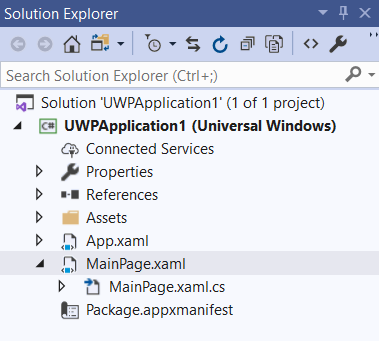 Solution Explorer
Search Solution Explorer (Ctrl+;)
Solution 'UWPApplication1' (1 of 1 project)
C# UWPApplication1 (Universal Windows)
Connected Services
Properties
References
Assets
App.xaml
MainPage.xaml
MainPage.xaml.cs
Package.appxmanifest